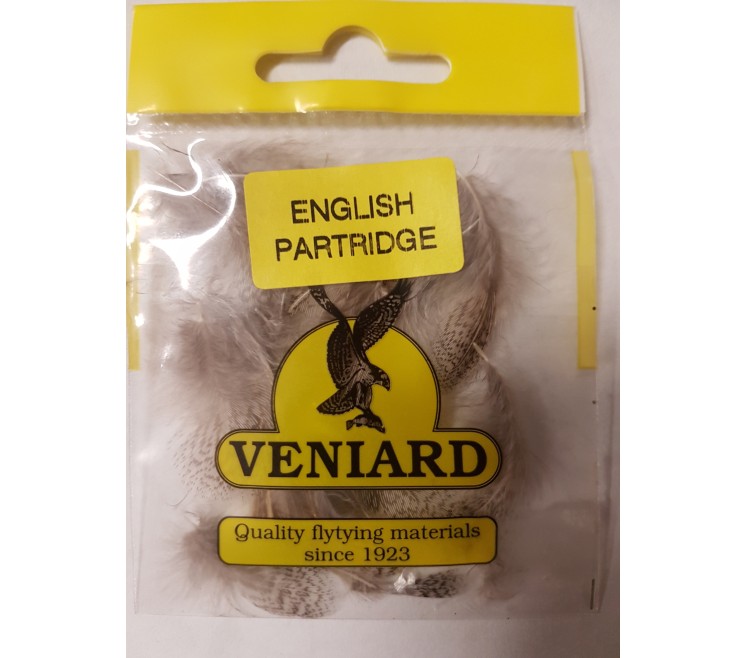 ENGLISH
PARTRIDGE
VENIARD
Quality flytying materials
since 1923